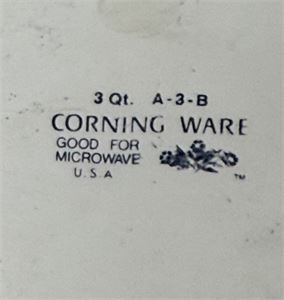 3 Qt. A-3-B
CORNING WARE
GOOD FOR
MICROWAVE
U.S.A
TM